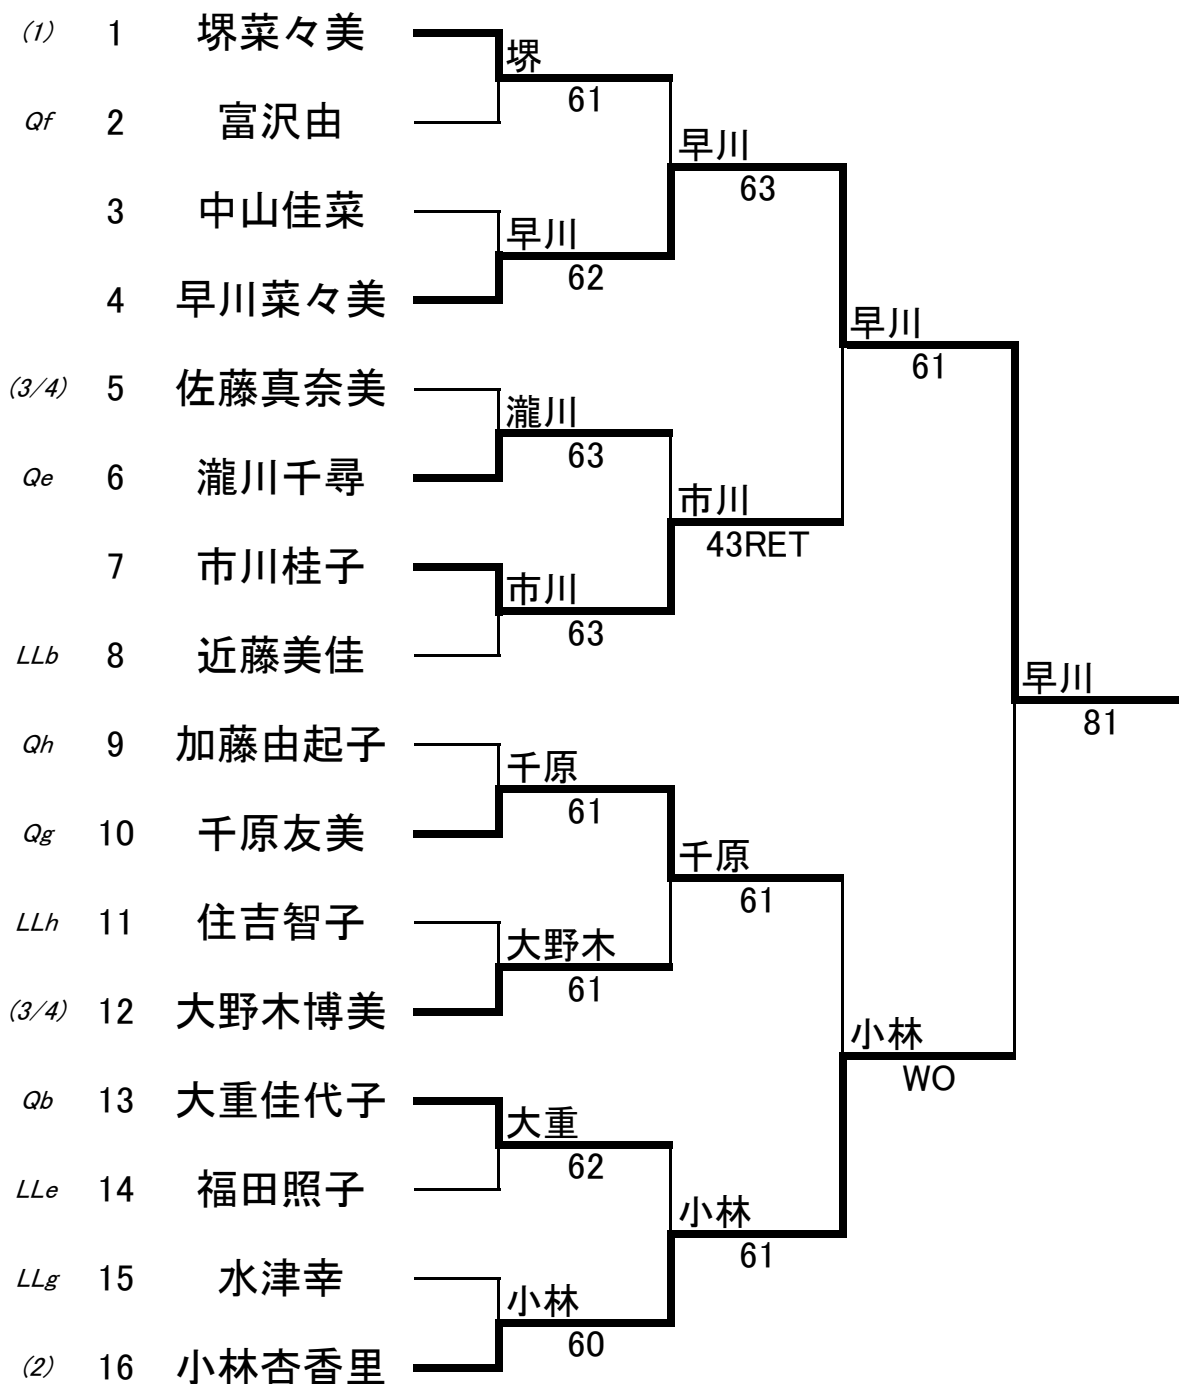 (1) 1 堺菜々美
堺
61
Qf 2 富沢由
早川
63
3 中山佳菜
早川
62
4 早川菜々美
早川
61
(3/4) 5 佐藤真奈美
瀧川
63
Qe 6 瀧川千尋
市川
43RET
7 市川桂子
市川
63
LLb 8 近藤美佳
早川
81
Qh 9 加藤由起子
千原
61
Qg 10 千原友美
千原
61
LLh 11 住吉智子
大野木
61
(3/4) 12 大野木博美
小林
WO
Qb 13 大重佳代子
大重
62
LLe 14 福田照子
小林
61
LLg 15 水津幸
小林
60
(2) 16 小林杏香里